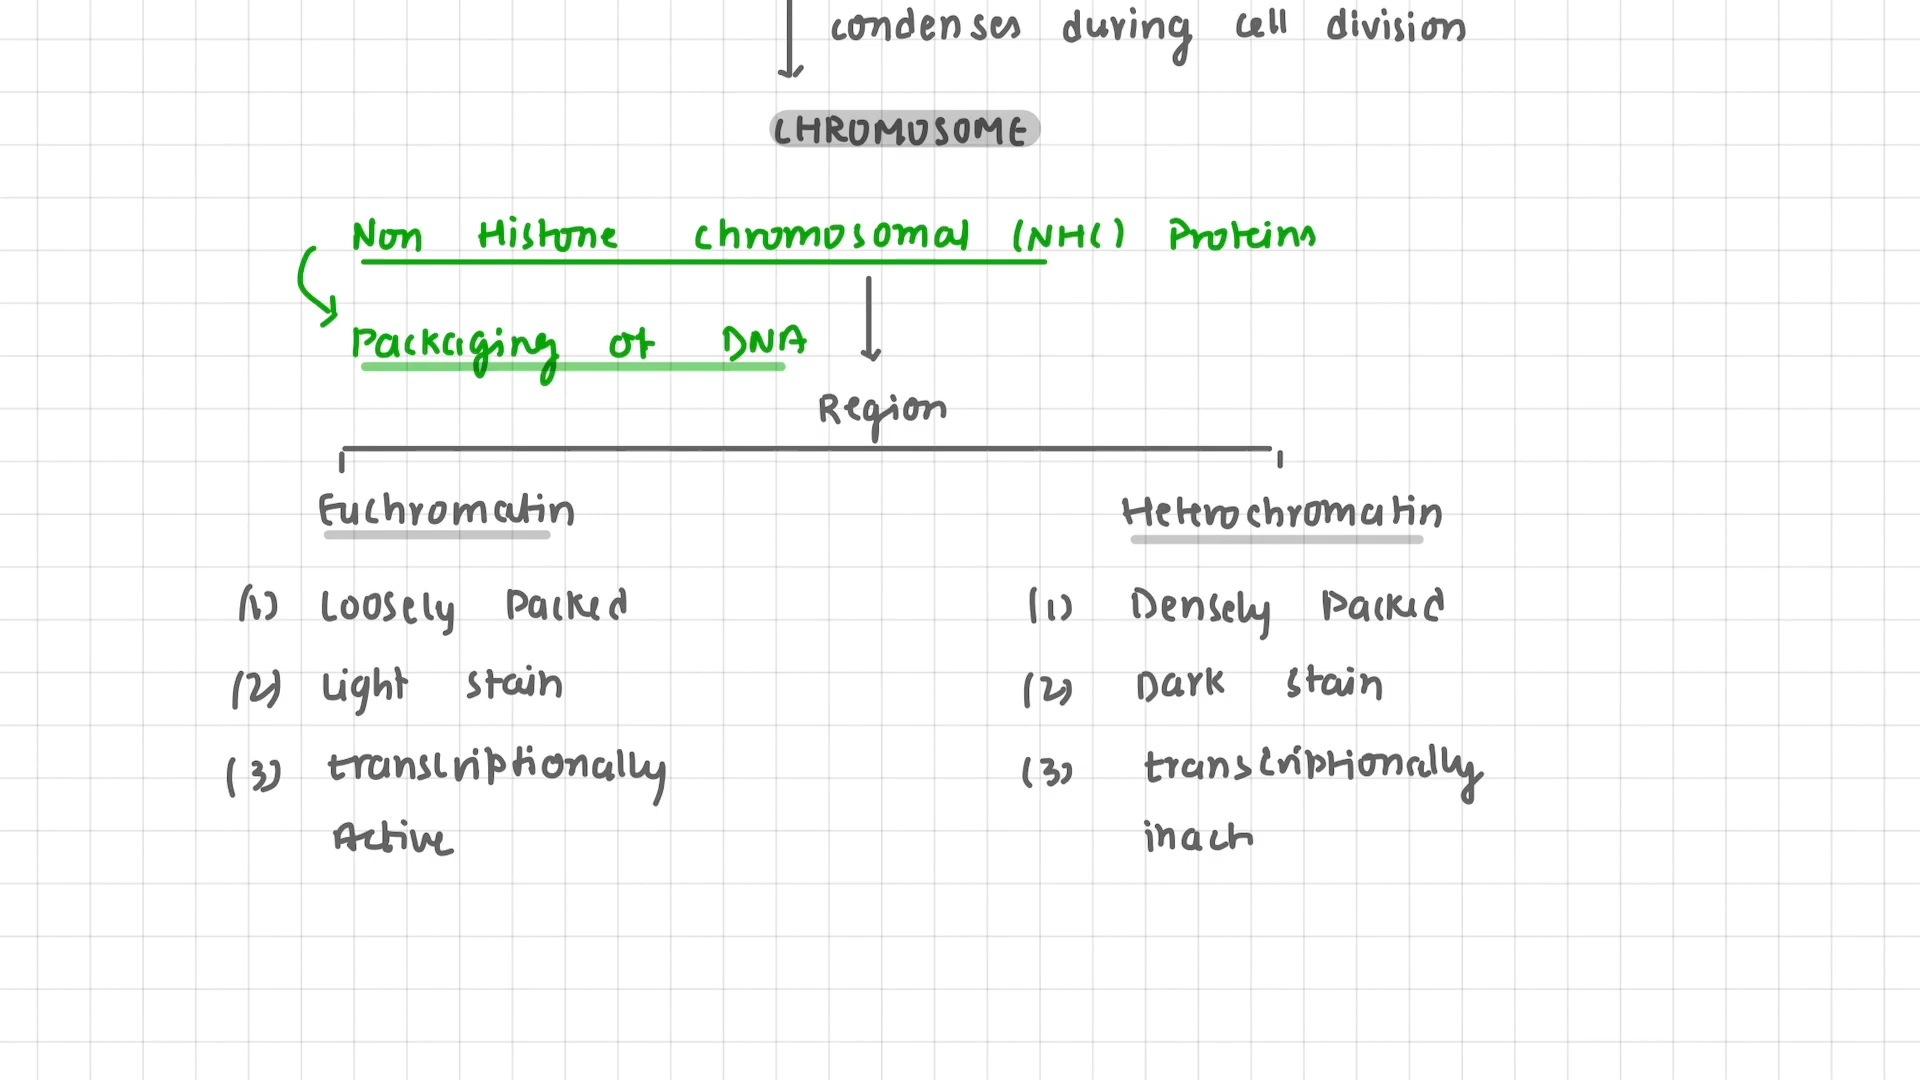 condenses during cell division
CHROMOSOME
Non Histone chromosomal (NHC) Proteins
Packaging of DNA
Region
Euchromatin Heterochromatin
(1) Loosely packed (1) Densely packed
(2) Light stain (2) Dark stain
(3) transcriptionally (3) transcriptionally
Active inact